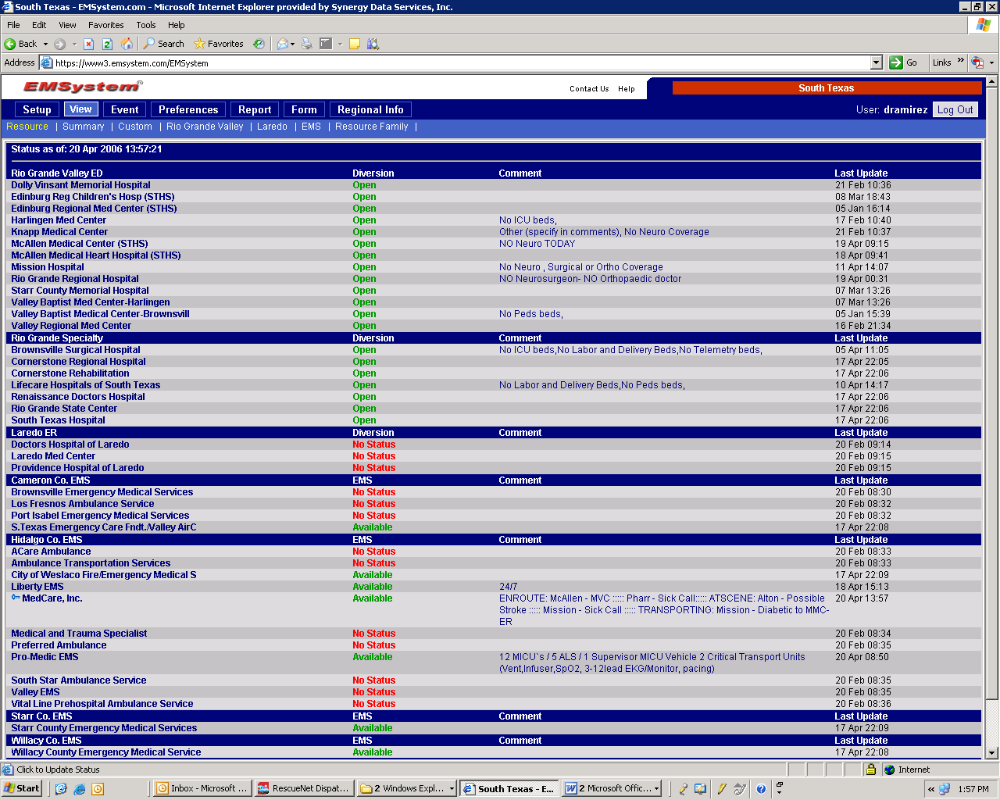 South Texas - EMSystem.com - Microsoft Internet Explorer provided by Synergy Data Services, Inc.
File Edit View Favorites Tools Help
Back Search Favorites
Address https://www3.emsystem.com/EMSystem Go Links »
EMSystem® Contact Us Help South Texas
Setup View Event Preferences Report Form Regional Info User: dramirez Log Out
Resource | Summary | Custom | Rio Grande Valley | Laredo | EMS | Resource Family |
Status as of: 20 Apr 2006 13:57:21
Rio Grande Valley ED Diversion Comment Last Update
Dolly Vinsant Memorial Hospital Open 21 Feb 10:36
Edinburg Reg Children's Hosp (STHS) Open 08 Mar 18:43
Edinburg Regional Med Center (STHS) Open 05 Jan 16:14
Harlingen Med Center Open No ICU beds, 17 Feb 10:40
Knapp Medical Center Open Other (specify in comments), No Neuro Coverage 21 Feb 10:37
McAllen Medical Center (STHS) Open NO Neuro TODAY 19 Apr 09:15
McAllen Medical Heart Hospital (STHS) Open 18 Apr 09:41
Mission Hospital Open No Neuro , Surgical or Ortho Coverage 11 Apr 14:07
Rio Grande Regional Hospital Open NO Neurosurgeon- NO Orthopaedic doctor 19 Apr 00:31
Starr County Memorial Hospital Open 07 Mar 13:26
Valley Baptist Med Center-Harlingen Open 07 Mar 13:26
Valley Baptist Medical Center-Brownsvill Open No Peds beds, 05 Jan 15:39
Valley Regional Med Center Open 16 Feb 21:34
Rio Grande Specialty Diversion Comment Last Update
Brownsville Surgical Hospital Open No ICU beds,No Labor and Delivery Beds,No Telemetry beds, 05 Apr 11:05
Cornerstone Regional Hospital Open 17 Apr 22:05
Cornerstone Rehabilitation Open 17 Apr 22:06
Lifecare Hospitals of South Texas Open No Labor and Delivery Beds,No Peds beds, 10 Apr 14:17
Renaissance Doctors Hospital Open 17 Apr 22:06
Rio Grande State Center Open 17 Apr 22:06
South Texas Hospital Open 17 Apr 22:06
Laredo ER Diversion Comment Last Update
Doctors Hospital of Laredo No Status 20 Feb 09:14
Laredo Med Center No Status 20 Feb 09:15
Providence Hospital of Laredo No Status 20 Feb 09:15
Cameron Co. EMS EMS Comment Last Update
Brownsville Emergency Medical Services No Status 20 Feb 08:30
Los Fresnos Ambulance Service No Status 20 Feb 08:32
Port Isabel Emergency Medical Services No Status 20 Feb 08:32
S.Texas Emergency Care Fndt./Valley AirC Available 17 Apr 22:08
Hidalgo Co. EMS EMS Comment Last Update
ACare Ambulance No Status 20 Feb 08:33
Ambulance Transportation Services No Status 20 Feb 08:33
City of Weslaco Fire/Emergency Medical S Available 17 Apr 22:09
Liberty EMS Available 24/7 18 Apr 15:13
MedCare, Inc. Available ENROUTE: McAllen - MVC ::::: Pharr - Sick Call::::: ATSCENE: Alton - Possible 20 Apr 13:57
Stroke ::::: Mission - Sick Call ::::: TRANSPORTING: Mission - Diabetic to MMC-
ER
Medical and Trauma Specialist No Status 20 Feb 08:34
Preferred Ambulance No Status 20 Feb 08:35
Pro-Medic EMS Available 12 MICU`s / 5 ALS / 1 Supervisor MICU Vehicle 2 Critical Transport Units 20 Apr 08:50
(Vent,Infuser,SpO2, 3-12lead EKG/Monitor, pacing)
South Star Ambulance Service No Status 20 Feb 08:35
Valley EMS No Status 20 Feb 08:35
Vital Line Prehospital Ambulance Service No Status 20 Feb 08:36
Starr Co. EMS EMS Comment Last Update
Starr County Emergency Medical Services Available 17 Apr 22:09
Willacy Co. EMS EMS Comment Last Update
Willacy County Emergency Medical Service Available 17 Apr 22:08
Click to Update Status Internet
Start Inbox - Microsoft ... RescueNet Dispat... 2 Windows Expl... South Texas - E... 2 Microsoft Offic... « 1:57 PM